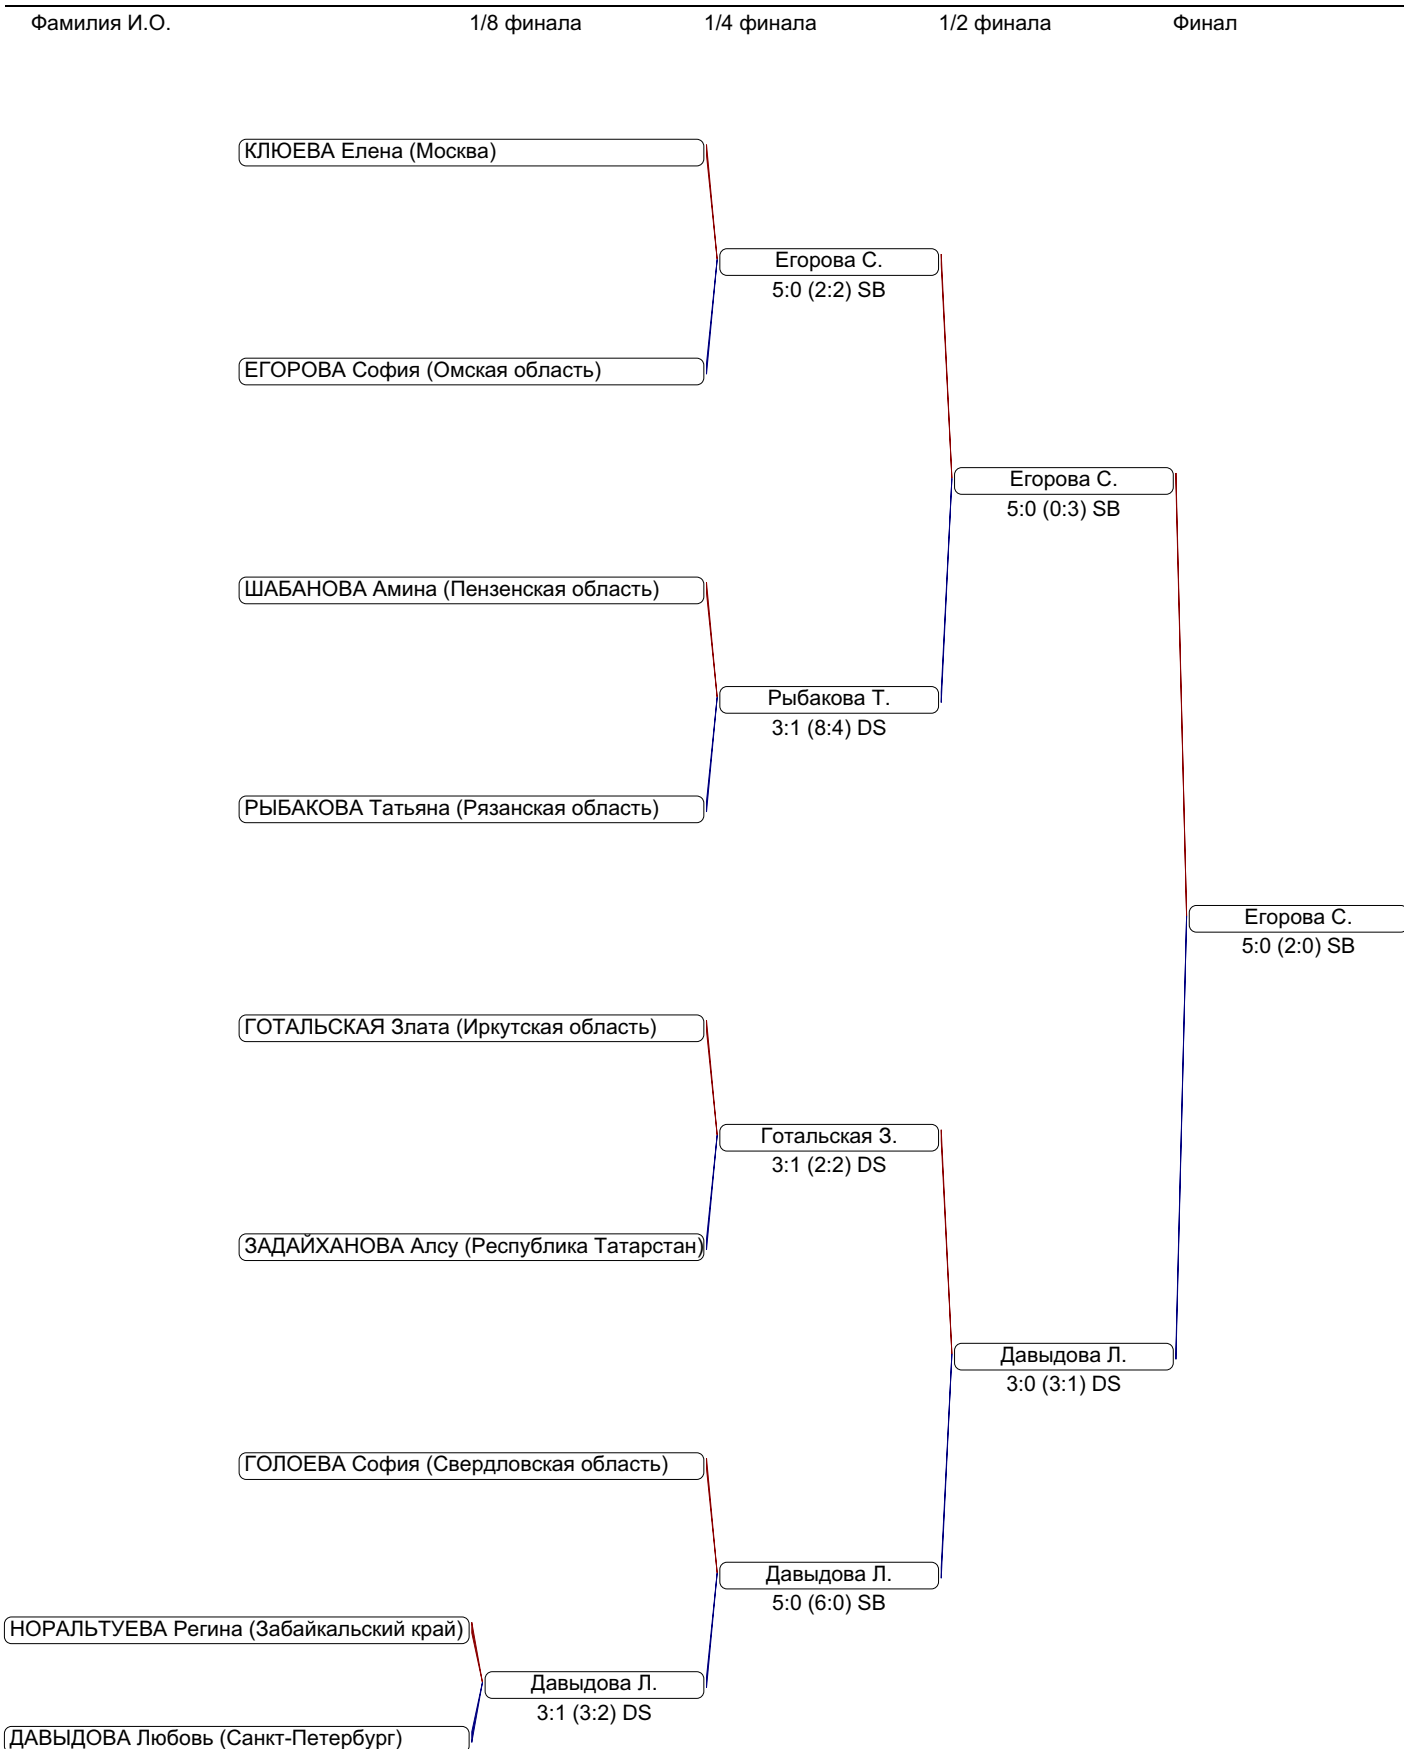 Фамилия И.О. 1/8 финала 1/4 финала 1/2 финала Финал
КЛЮЕВА Елена (Москва)
Егорова С.
5:0 (2:2) SB
ЕГОРОВА София (Омская область)
Егорова С.
5:0 (0:3) SB
ШАБАНОВА Амина (Пензенская область)
Рыбакова Т.
3:1 (8:4) DS
РЫБАКОВА Татьяна (Рязанская область)
Егорова С.
5:0 (2:0) SB
ГОТАЛЬСКАЯ Злата (Иркутская область)
Готальская З.
3:1 (2:2) DS
ЗАДАЙХАНОВА Алсу (Республика Татарстан)
Давыдова Л.
3:0 (3:1) DS
ГОЛОЕВА София (Свердловская область)
Давыдова Л.
5:0 (6:0) SB
НОРАЛЬТУЕВА Регина (Забайкальский край)
Давыдова Л.
3:1 (3:2) DS
ДАВЫДОВА Любовь (Санкт-Петербург)